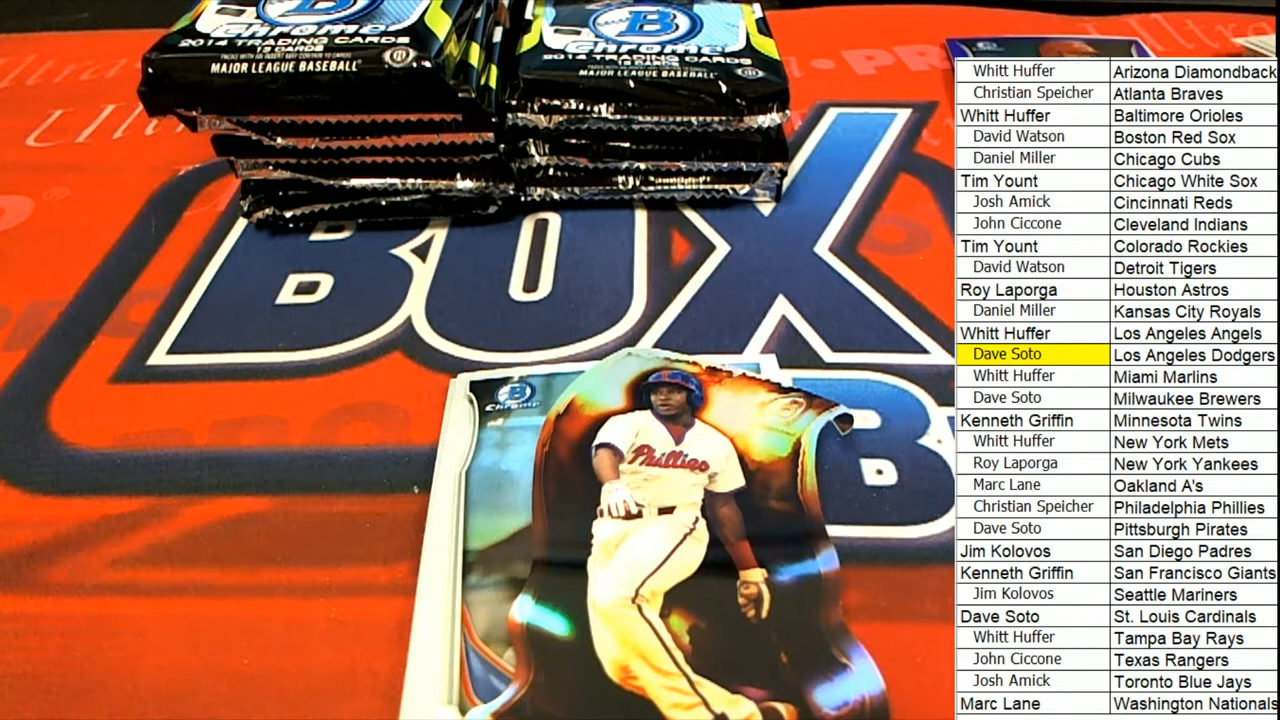 B
Chrome
2014 TRADING CARDS
13 CARDS
MAJOR LEAGUE BASEBALL
B
Chrome
2014 TRADING CARDS
MAJOR LEAGUE BASEBALL
Ultra
PRO
BOX
B
B
Chrome
Phillies
Whitt Huffer Arizona Diamondback
Christian Speicher Atlanta Braves
Whitt Huffer Baltimore Orioles
David Watson Boston Red Sox
Daniel Miller Chicago Cubs
Tim Yount Chicago White Sox
Josh Amick Cincinnati Reds
John Ciccone Cleveland Indians
Tim Yount Colorado Rockies
David Watson Detroit Tigers
Roy Laporga Houston Astros
Daniel Miller Kansas City Royals
Whitt Huffer Los Angeles Angels
Dave Soto Los Angeles Dodgers
Whitt Huffer Miami Marlins
Dave Soto Milwaukee Brewers
Kenneth Griffin Minnesota Twins
Whitt Huffer New York Mets
Roy Laporga New York Yankees
Marc Lane Oakland A's
Christian Speicher Philadelphia Phillies
Dave Soto Pittsburgh Pirates
Jim Kolovos San Diego Padres
Kenneth Griffin San Francisco Giants
Jim Kolovos Seattle Mariners
Dave Soto St. Louis Cardinals
Whitt Huffer Tampa Bay Rays
John Ciccone Texas Rangers
Josh Amick Toronto Blue Jays
Marc Lane Washington Nationals